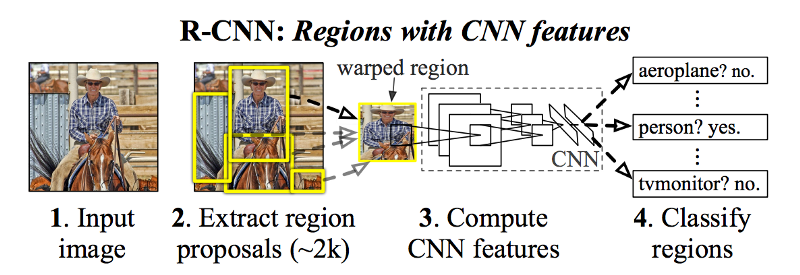 R-CNN: Regions with CNN features
warped region
aeroplane? no.
person? yes.
tvmonitor? no.
CNN
1. Input
image
2. Extract region
proposals (~2k)
3. Compute
CNN features
4. Classify
regions